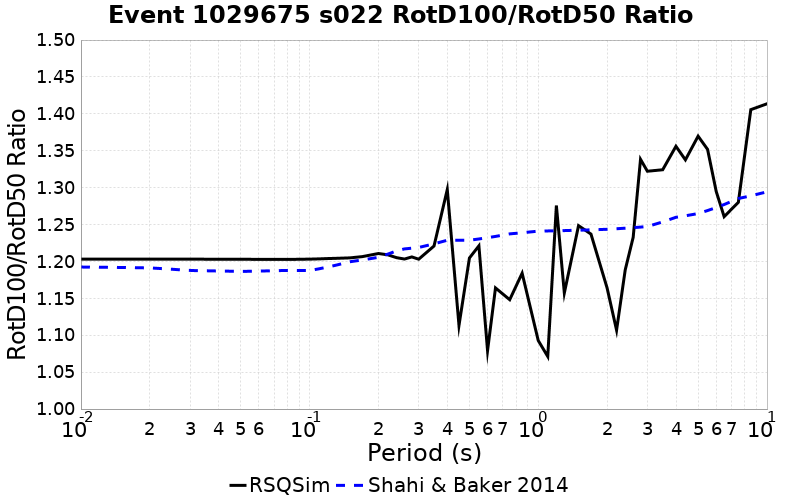 Event 1029675 s022 RotD100/RotD50 Ratio
RotD100/RotD50 Ratio
1.50
1.45
1.40
1.35
1.30
1.25
1.20
1.15
1.10
1.05
1.00
10-2 2 3 4 5 6 10-1 2 3 4 5 6 7 100 2 3 4 5 6 7 101
Period (s)
RSQSim Shahi & Baker 2014